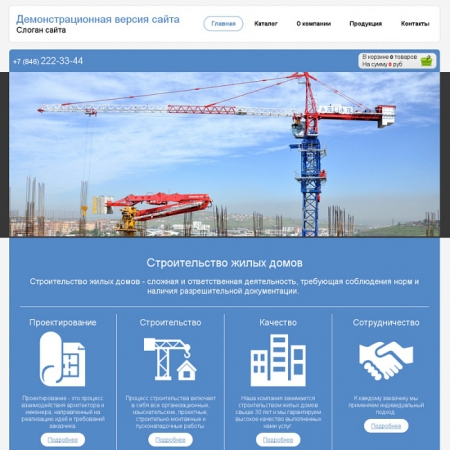 Демонстрационная версия сайта
Слоган сайта
Главная Каталог О компании Продукция Контакты
+7 (846) 222-33-44
В корзине 0 товаров
На сумму 0 руб
Строительство жилых домов
Строительство жилых домов - сложная и ответственная деятельность, требующая соблюдения норм и
наличия разрешительной документации.
Проектирование Строительство Качество Сотрудничество
Проектирование - это процесс
взаимодействия архитектора и
инженера, направленный на
реализацию идей и требований
заказчика
Подробнее
Процесс строительства включает
в себя все организационные,
изыскательские, проектные,
строительно монтажные и
пусконаладочные работы
Подробнее
Наша компания занимается
строительством жилых домов
свыше 30 лет и мы гарантируем
высокое качество выполненных
нами услуг
Подробнее
К каждому заказчику мы
применяем индивидуальный
подход
Подробнее